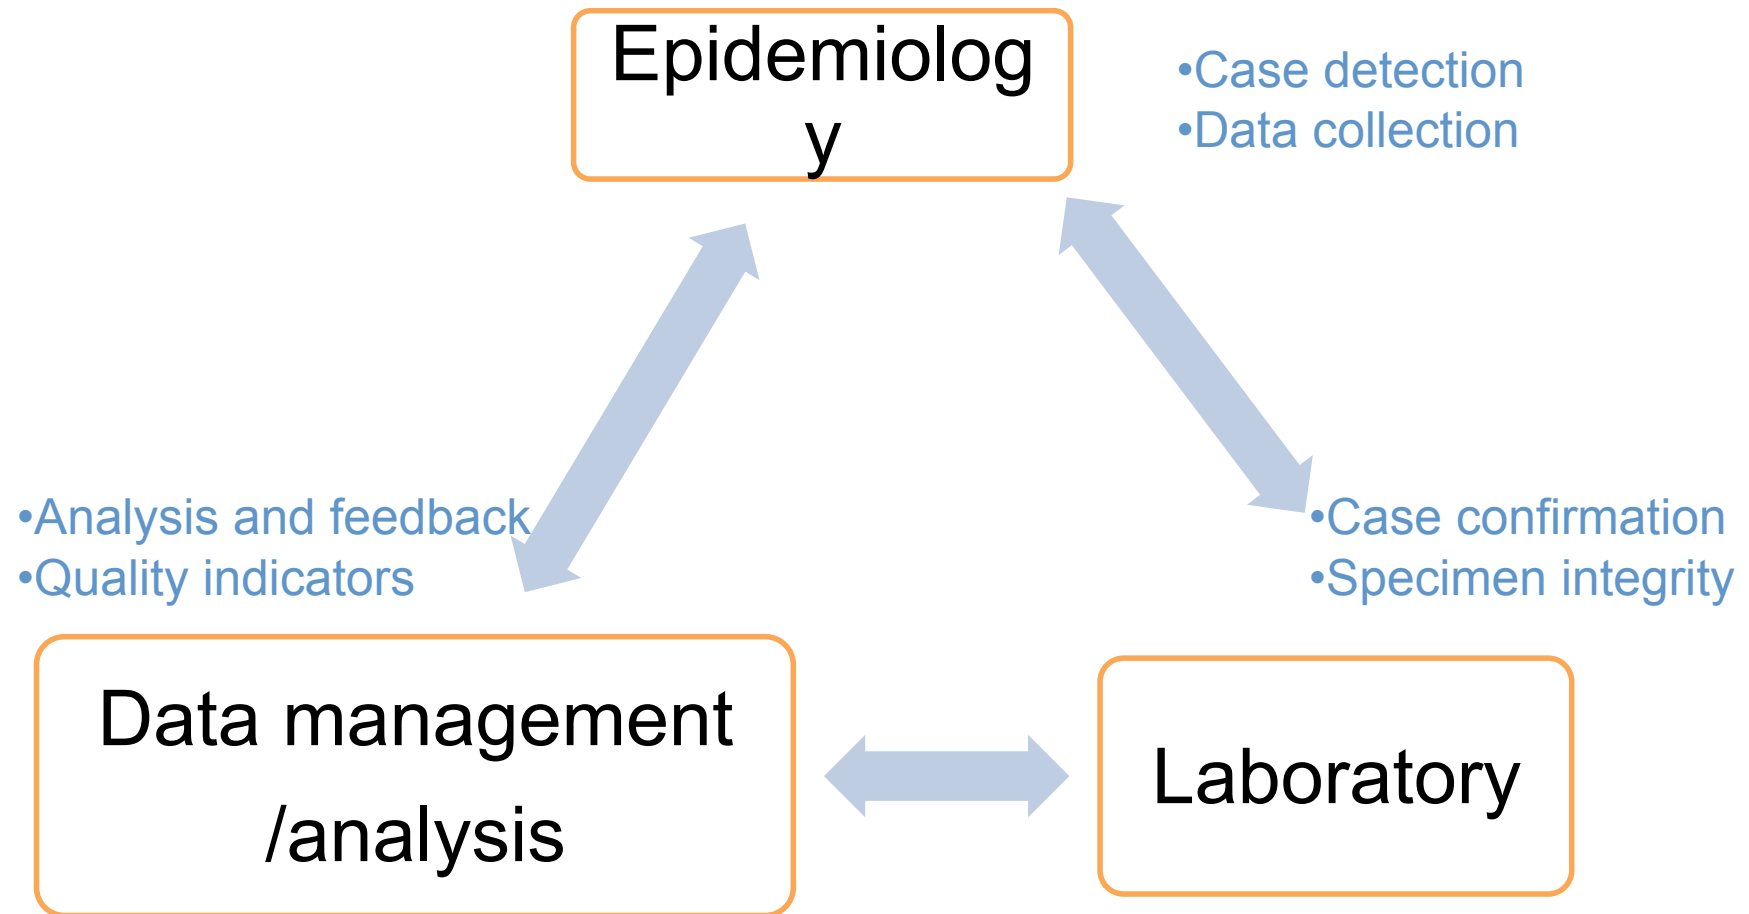 Epidemiolog
y
•Case detection
•Data collection
•Analysis and feedback
•Quality indicators
•Case confirmation
•Specimen integrity
Data management
/analysis
Laboratory